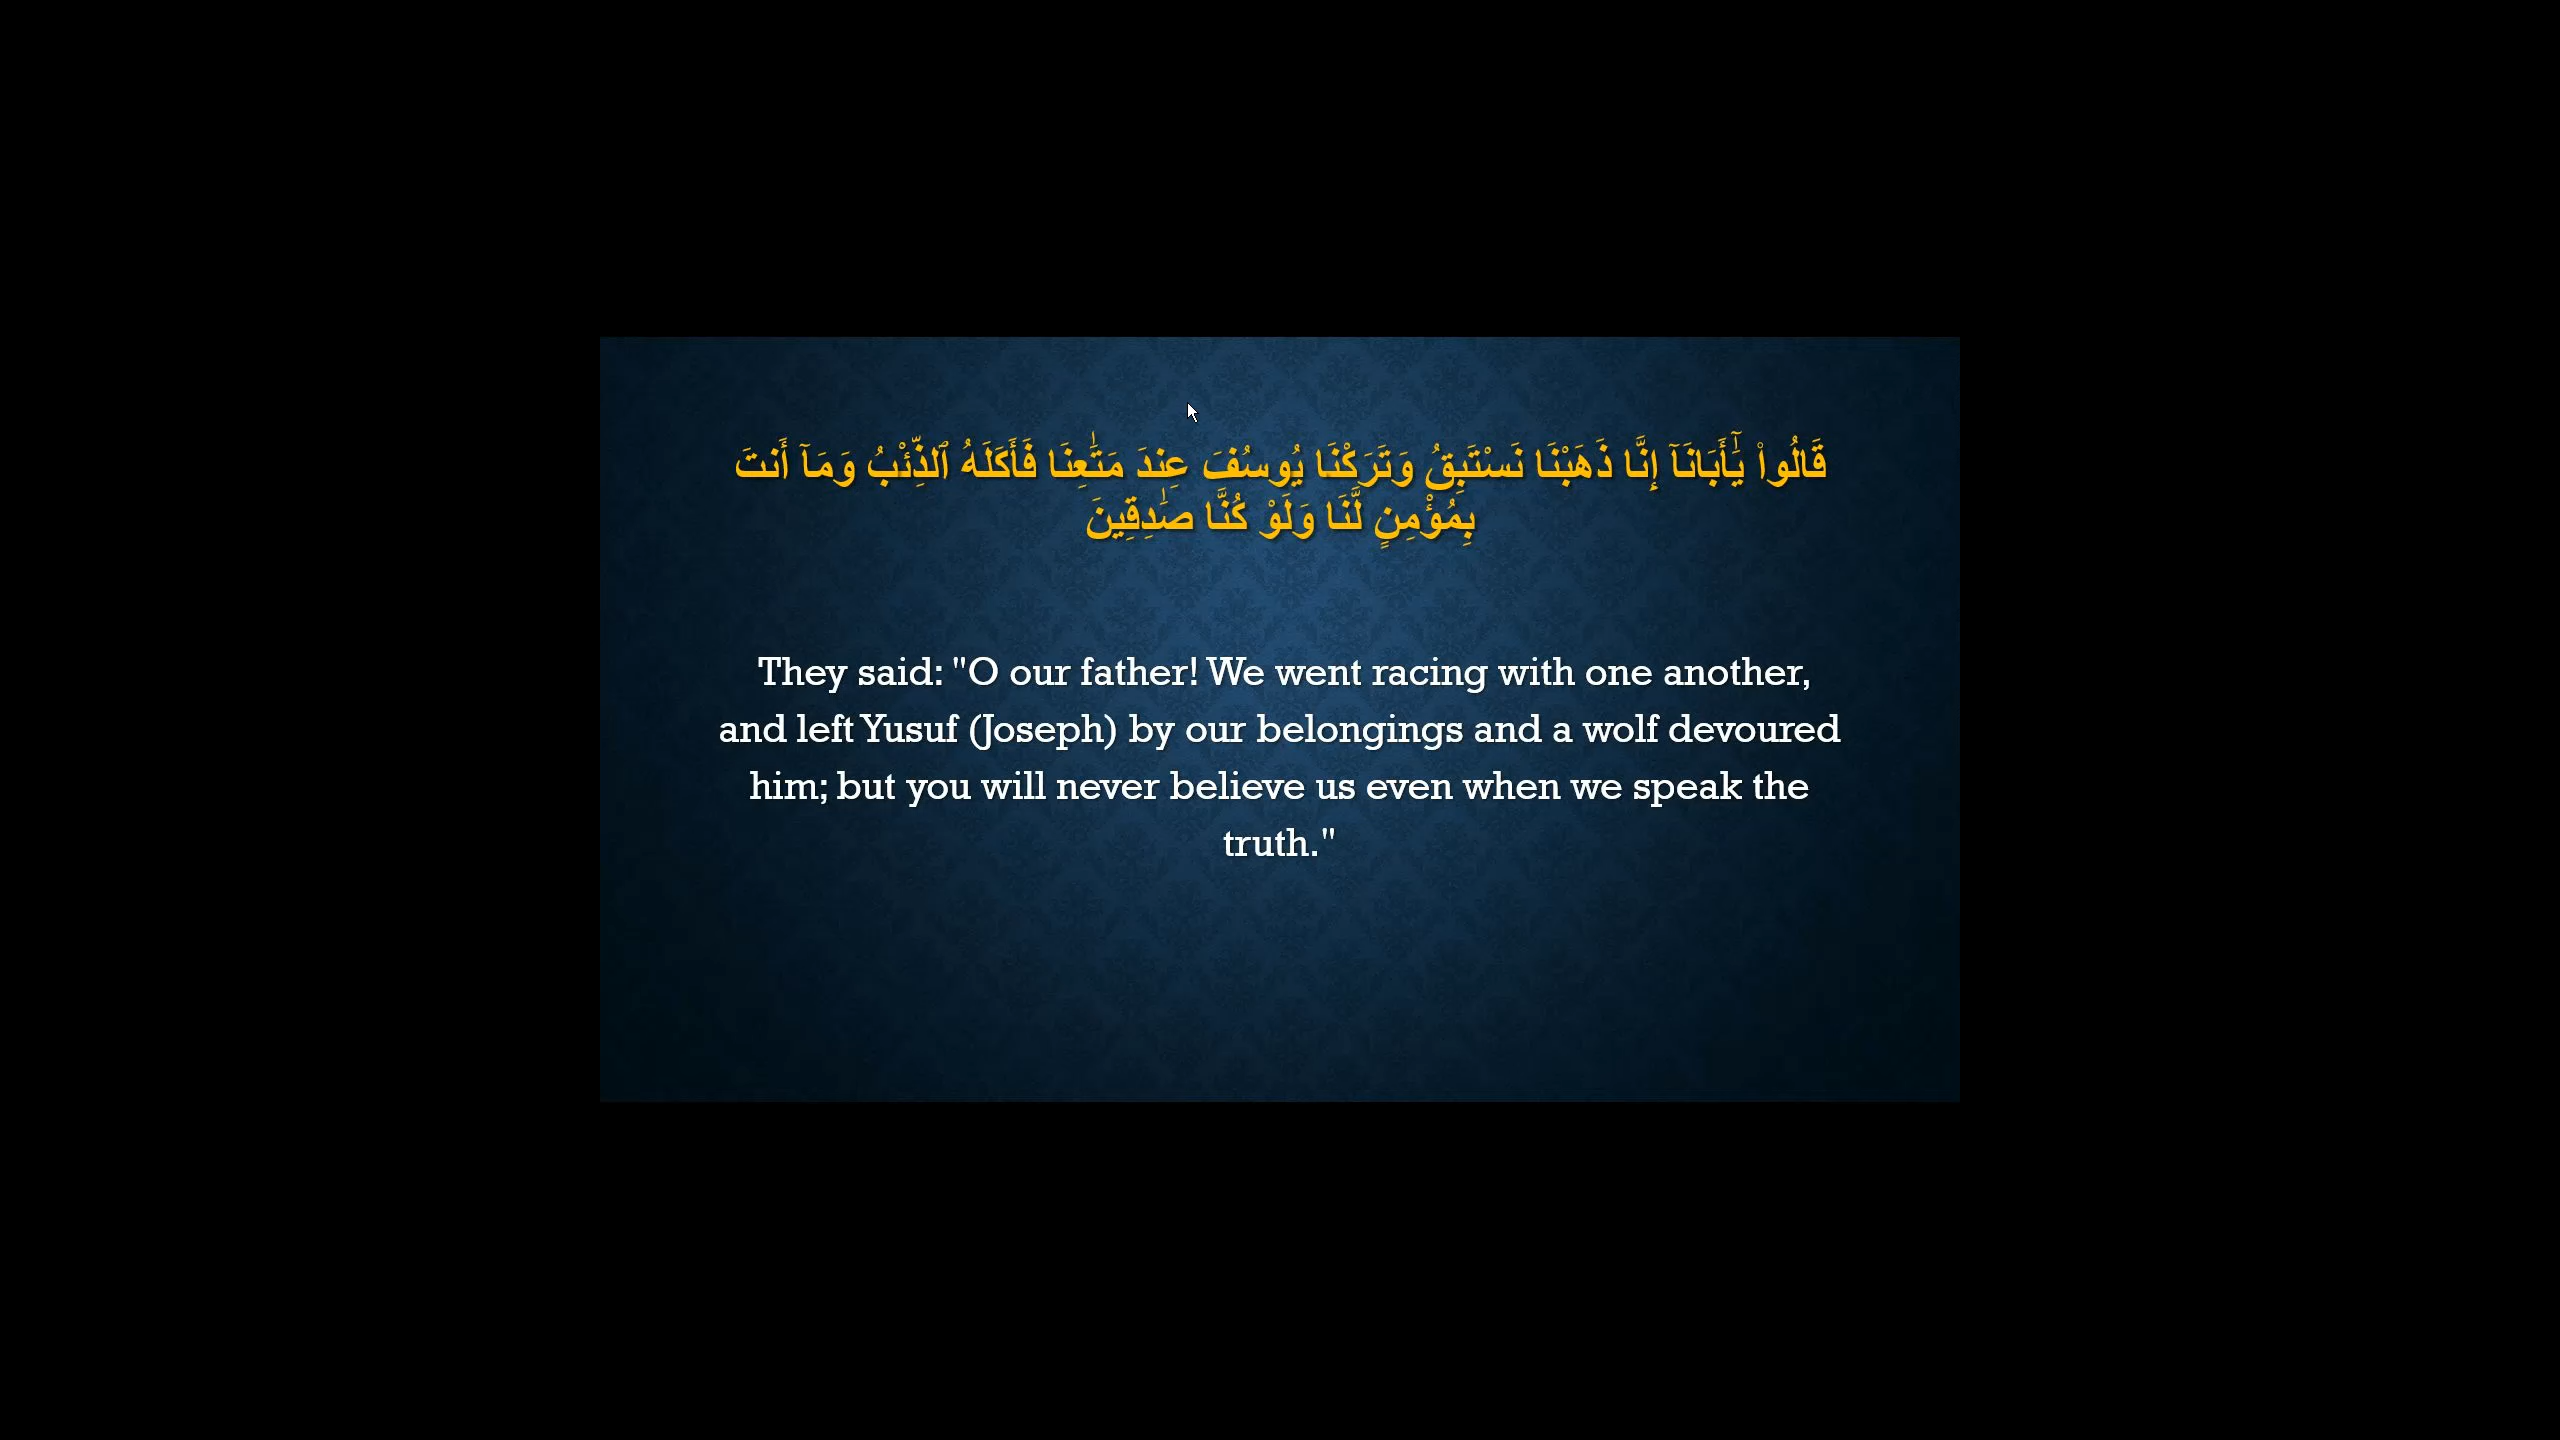 قَالُوا۟ يَٰٓأَبَانَآ إِنَّا ذَهَبْنَا نَسْتَبِقُ وَتَرَكْنَا يُوسُفَ عِندَ مَتَٰعِنَا فَأَكَلَهُ ٱلذِّئْبُ وَمَآ أَنتَ
بِمُؤْمِنٍ لَّنَا وَلَوْ كُنَّا صَٰدِقِينَ
They said: "O our father! We went racing with one another,
and left Yusuf (Joseph) by our belongings and a wolf devoured
him; but you will never believe us even when we speak the
truth."